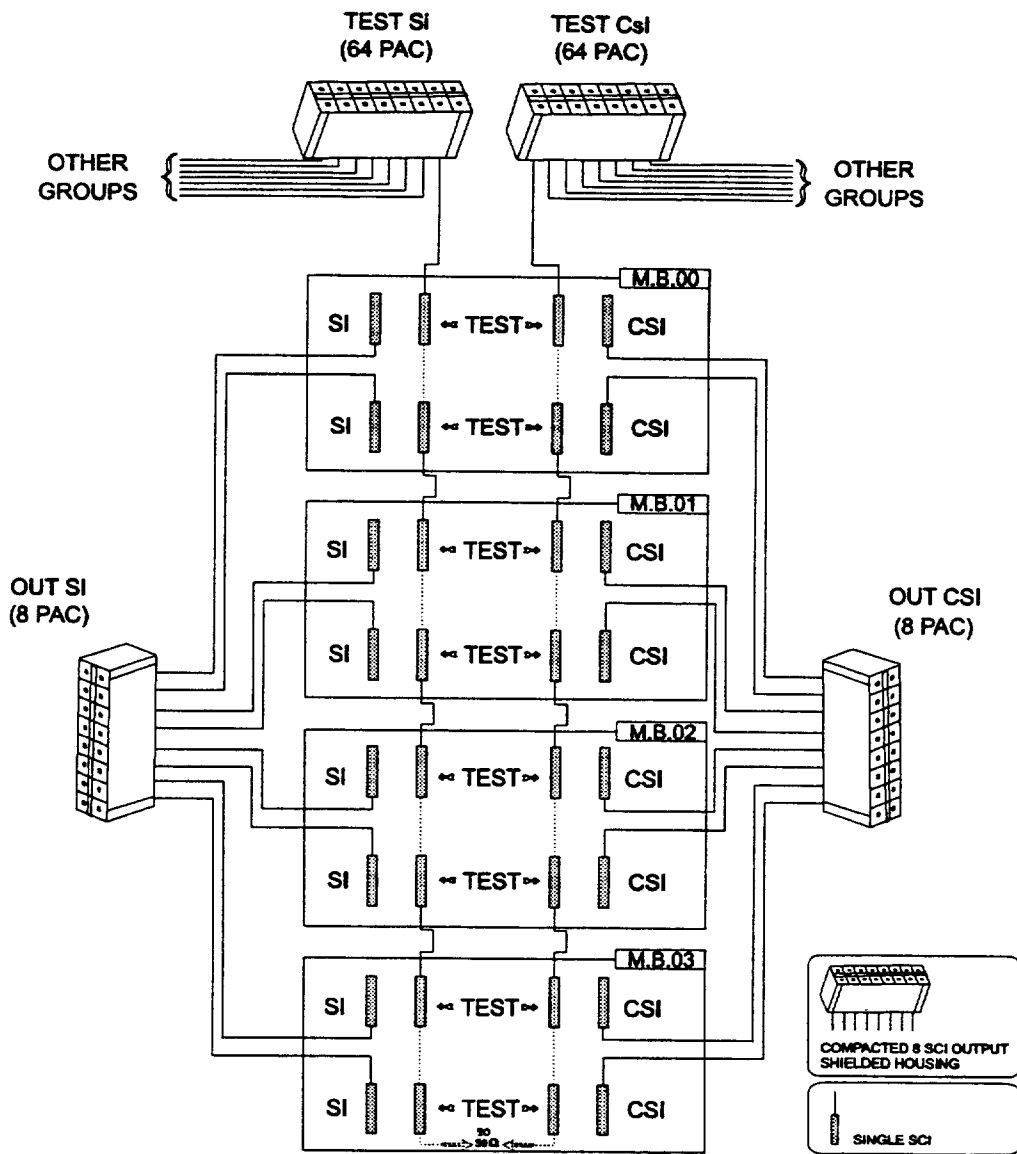 TEST Si
(64 PAC)
TEST CsI
(64 PAC)
OTHER
GROUPS
OTHER
GROUPS
M.B.00
SI
TEST
CSI
SI
TEST
CSI
M.B.01
SI
TEST
CSI
SI
TEST
CSI
OUT SI
(8 PAC)
OUT CSI
(8 PAC)
M.B.02
SI
TEST
CSI
SI
TEST
CSI
M.B.03
SI
TEST
CSI
SI
TEST
CSI
TO
COMPACTED 8 SCI OUTPUT
SHIELDED HOUSING
SINGLE SCI